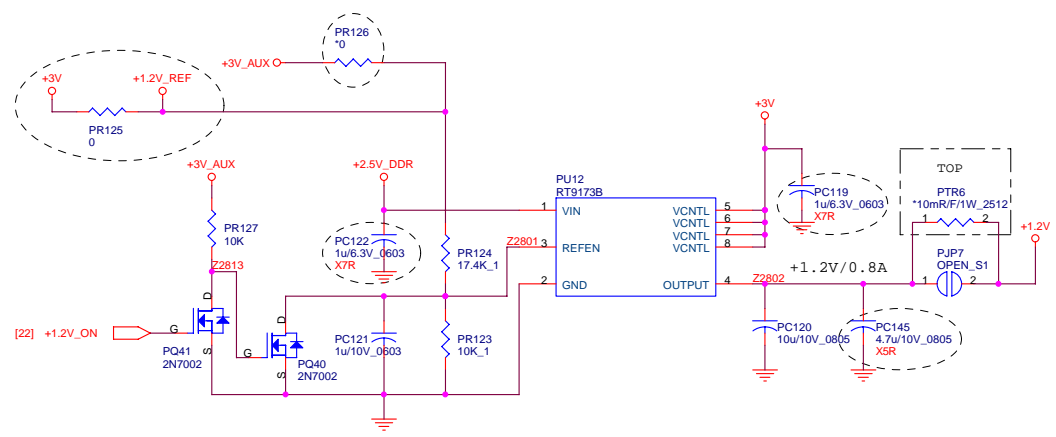 PR126
*0
+3V_AUX
+3V
+1.2V_REF
PR125
0
+3V_AUX
PR127
10K
Z2813
[22] +1.2V_ON
G
D
S
PQ41
2N7002
G
D
S
PQ40
2N7002
+2.5V_DDR
PC122
1u/6.3V_0603
X7R
PC121
1u/10V_0603
PR124
17.4K_1
PR123
10K_1
Z2801
PU12
RT9173B
1 VIN
3 REFEN
2 GND
VCNTL 5
VCNTL 6
VCNTL 7
VCNTL 8
OUTPUT 4
+3V
PC119
1u/6.3V_0603
X7R
Z2802
+1.2V/0.8A
PC120
10u/10V_0805
PC145
4.7u/10V_0805
X5R
TOP
PTR6
*10mR/F/1W_2512
1 2
PJP7
OPEN_S1
1 2
+1.2V